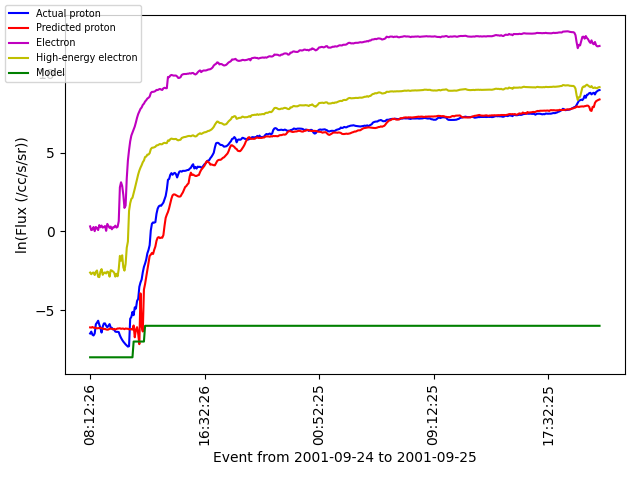 Actual proton
Predicted proton
Electron
High-energy electron
Model
5
0
−5
ln(Flux (/cc/s/sr))
08:12:26
16:32:26
00:52:25
09:12:25
17:32:25
Event from 2001-09-24 to 2001-09-25